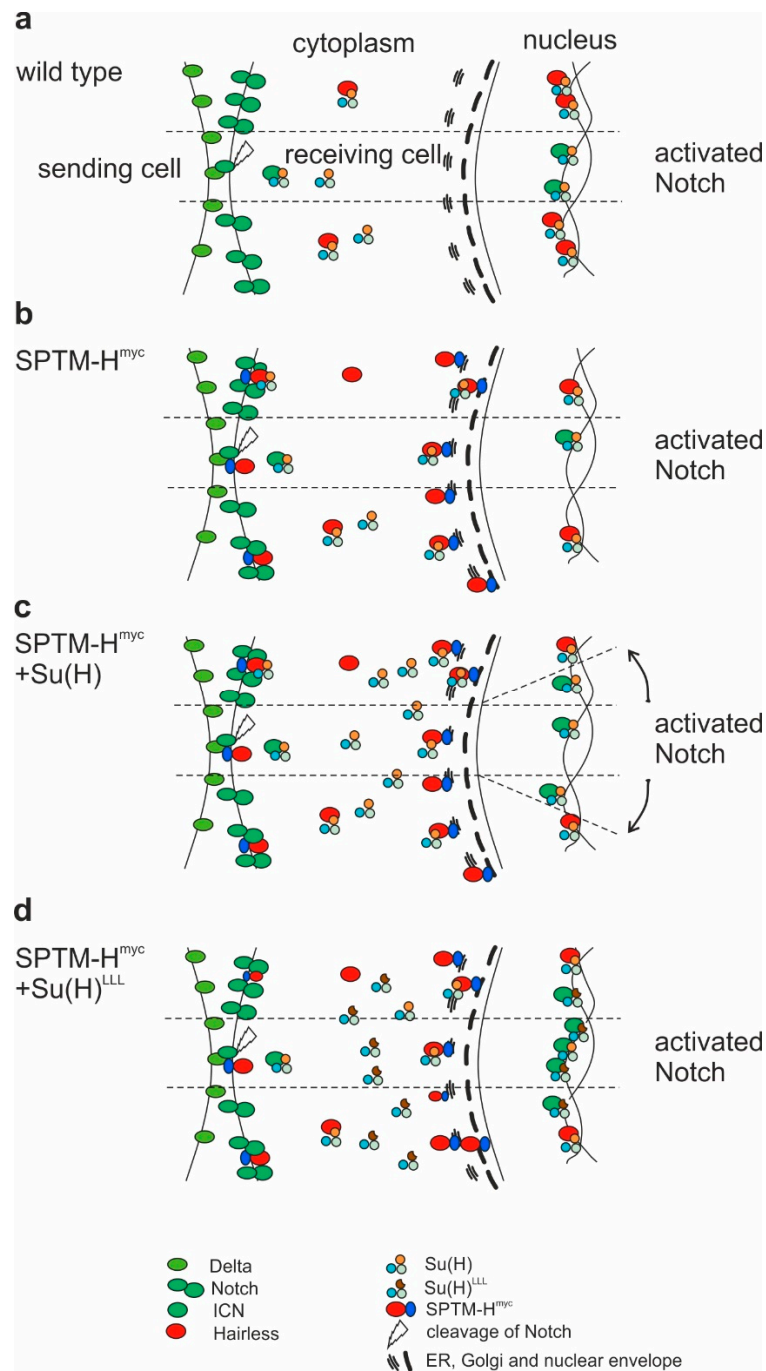 a
cytoplasm
nucleus
wild type
sending cell
receiving cell
activated
Notch
b
SPTM-H^myc
activated
Notch
c
SPTM-H^myc
+Su(H)
activated
Notch
d
SPTM-H^myc
+Su(H)^LLL
activated
Notch
Delta
Notch
ICN
Hairless
Su(H)
Su(H)^LLL
SPTM-H^myc
cleavage of Notch
ER, Golgi and nuclear envelope